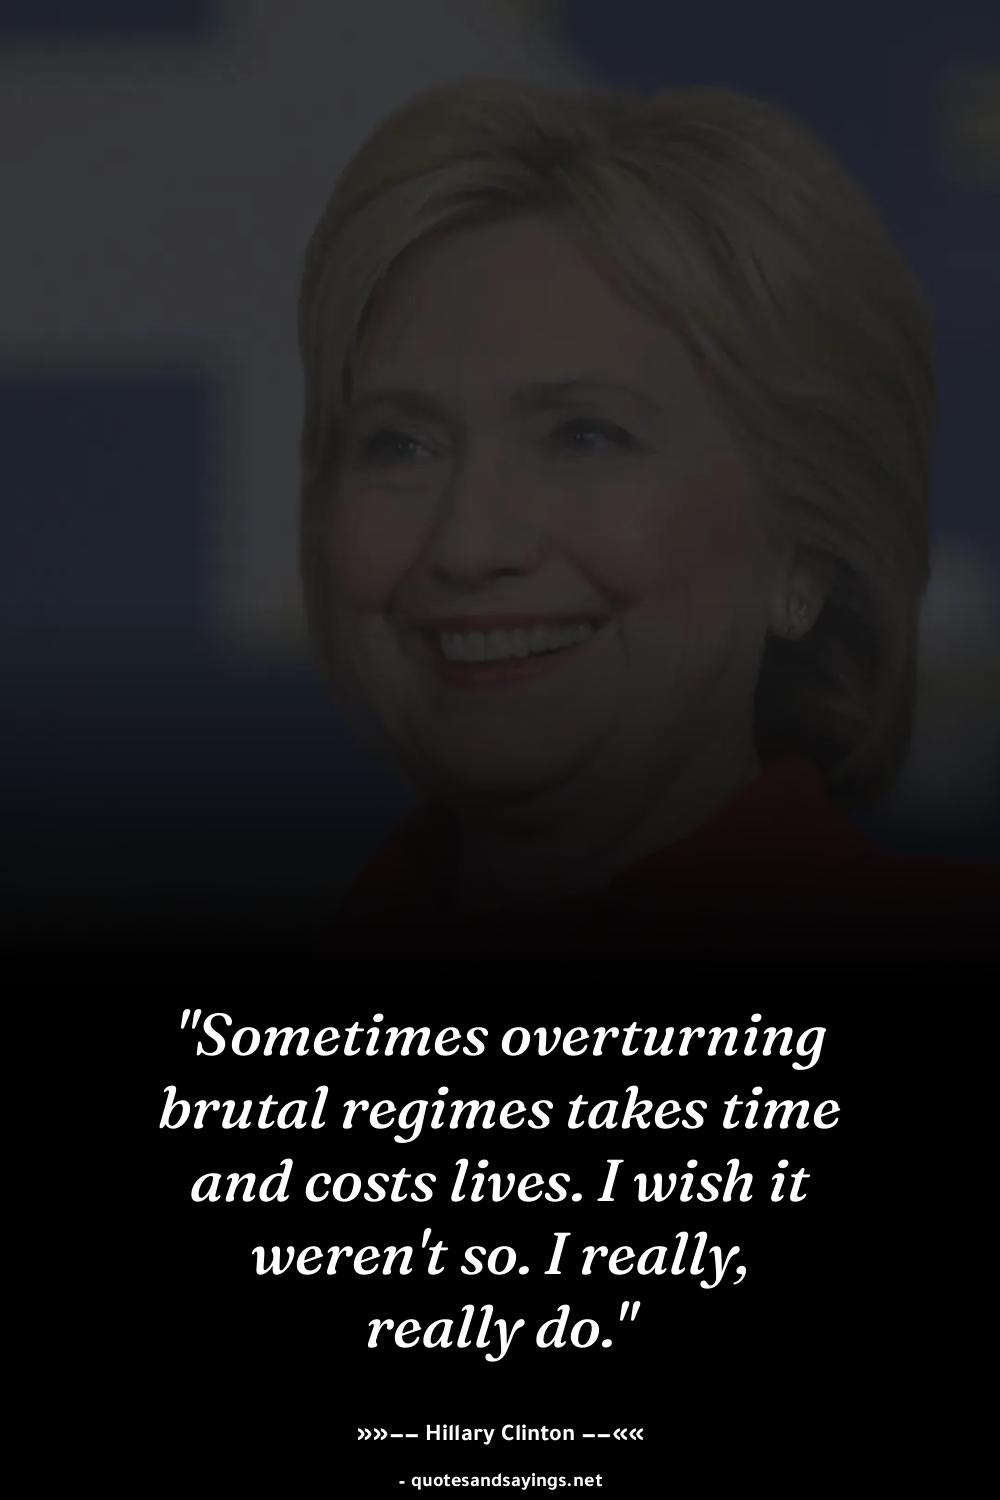 "Sometimes overturning
brutal regimes takes time
and costs lives. I wish it
weren't so. I really,
really do."
»»−− Hillary Clinton −−««
- quotesandsayings.net